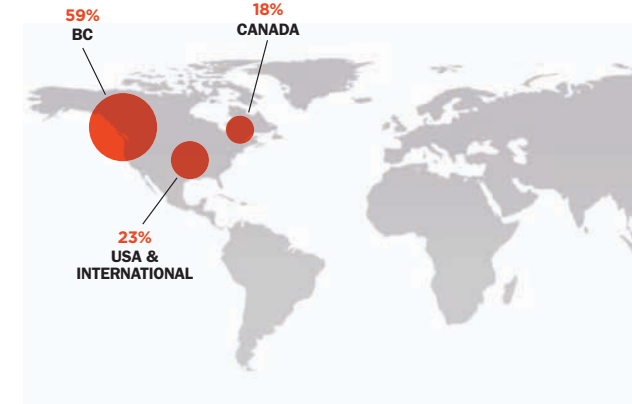 59%
BC
18%
CANADA
23%
USA &
INTERNATIONAL